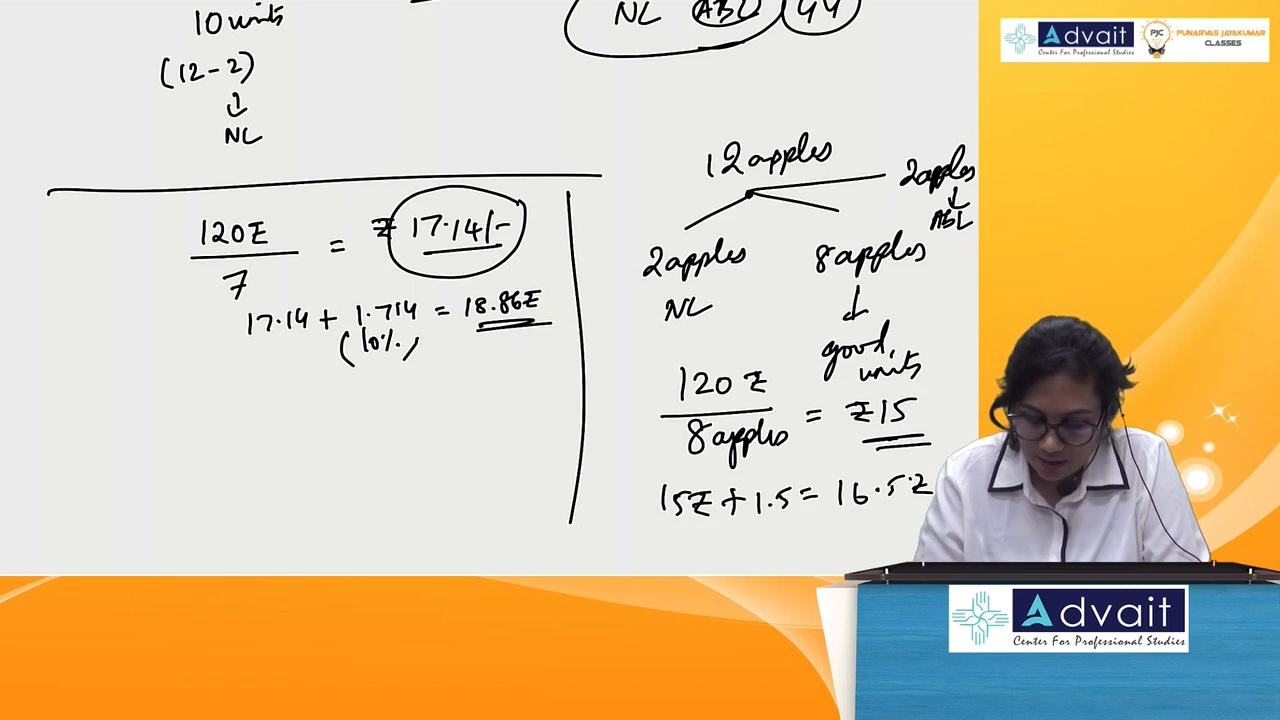 10 units
(12-2)
↓
NL
NL ABL
Advait
Center For Professional Studies
PJC
PUNARVAS JAYAKUMAR
CLASSES
120₹
7
= ₹ 17.14/-
17.14 + 1.714 = 18.86₹
(10%)
12 apples
2 apples
↓
ABL
2 apples
NL
8 apples
↓
good units
120₹
8 apples
= ₹15
15₹ + 1.5 = 16.5₹
Advait
Center For Professional Studies